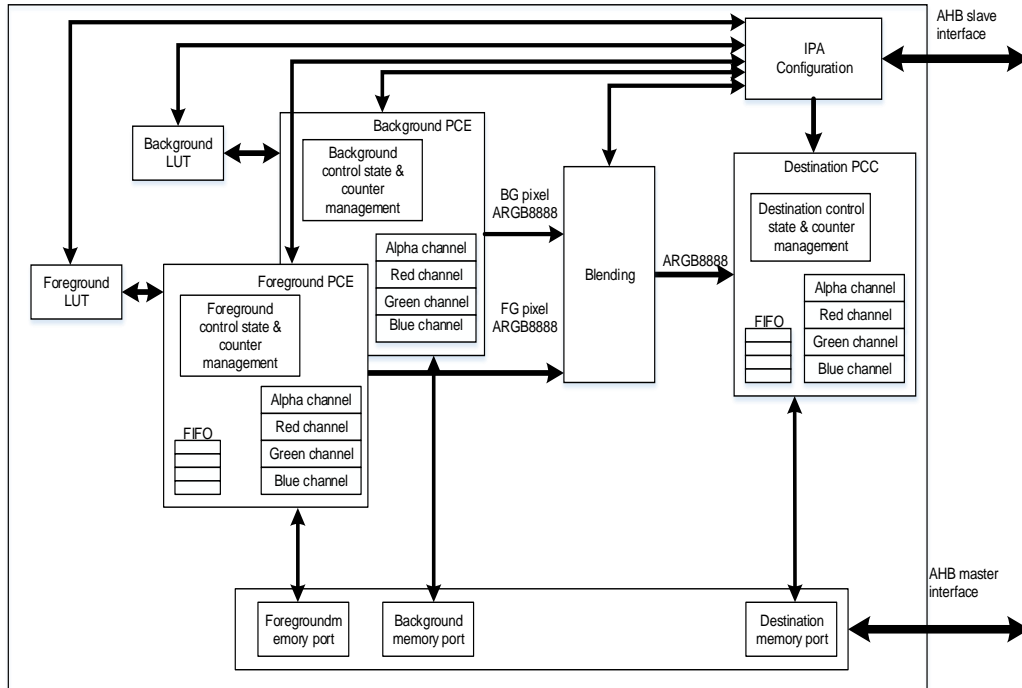 AHB slave
interface
IPA
Configuration
Background
LUT
Background PCE
Background
control state &
counter
management
Alpha channel
Red channel
Green channel
Blue channel
BG pixel
ARGB8888
FG pixel
ARGB8888
Blending
ARGB8888
Destination PCC
Destination control
state & counter
management
FIFO
Alpha channel
Red channel
Green channel
Blue channel
Foreground
LUT
Foreground PCE
Foreground
control state &
counter
management
FIFO
Alpha channel
Red channel
Green channel
Blue channel
Foregroundm
emory port
Background
memory port
Destination
memory port
AHB master
interface